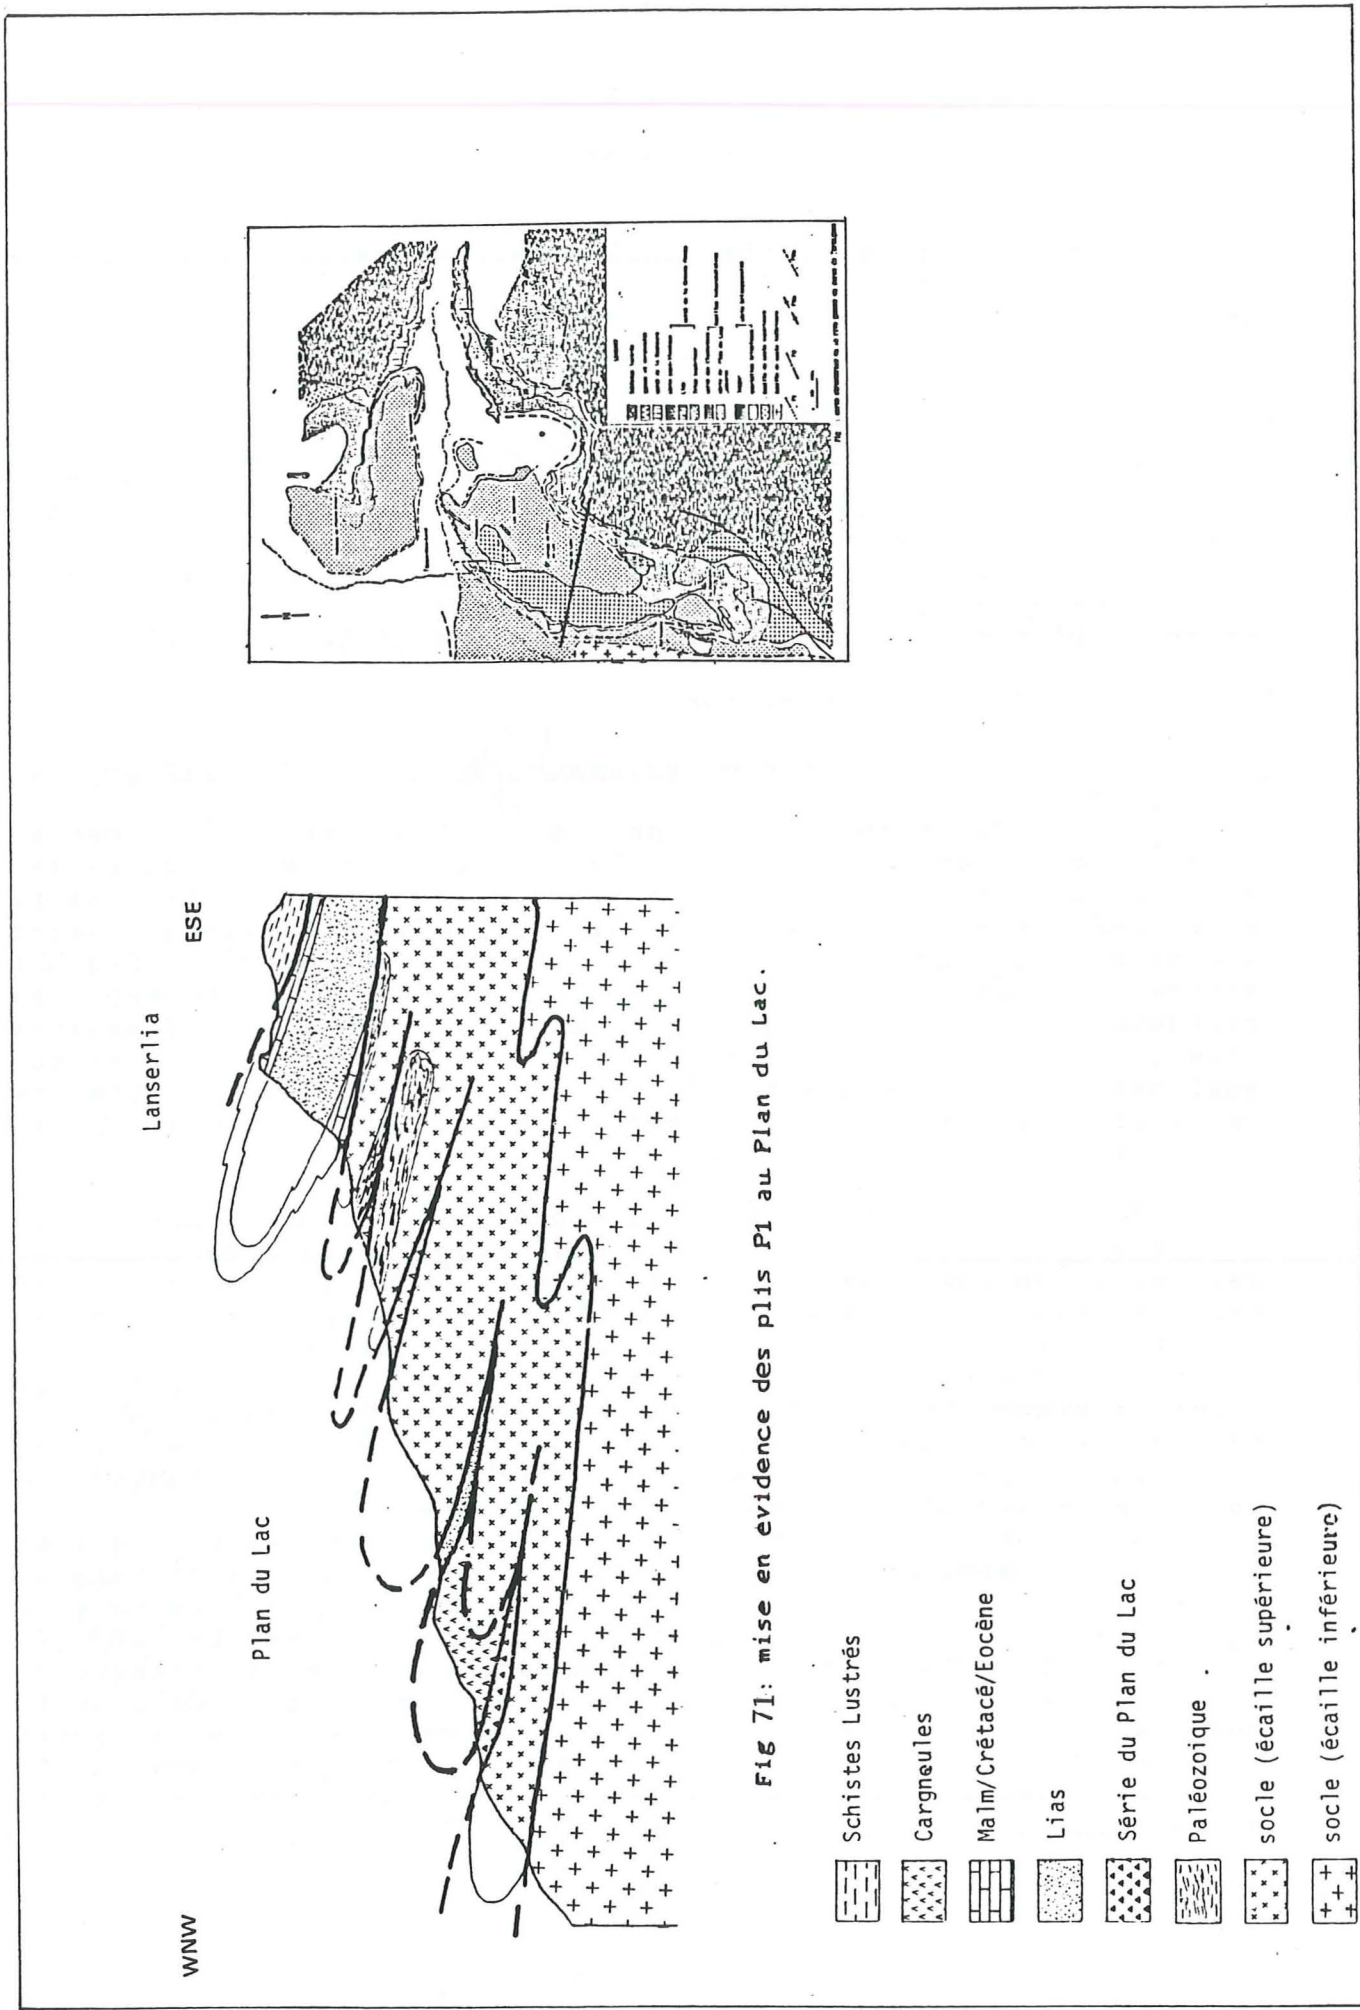 WNW
Plan du Lac
Lanserlia
ESE
N
Fig 71: mise en évidence des plis P1 au Plan du Lac.
Schistes Lustrés
Cargneules
Malm/Crétacé/Eocène
Lias
Série du Plan du Lac
Paléozoique
socle (écaille supérieure)
socle (écaille inférieure)